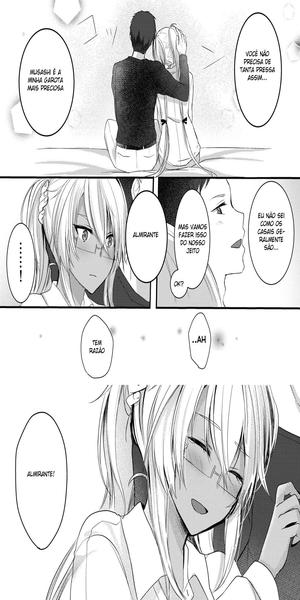 VOCÊ NÃO
PRECISA DE
TANTA PRESSA
ASSIM...
MUSASHI É A
MINHA GAROTA
MAIS PRECIOSA
EU NÃO SEI
COMO OS
CASAIS GE-
RALMENTE
SÃO...
MAS VAMOS
FAZER ISSO
DO NOSSO
JEITO
OK?
ALMIRANTE
......!
..AH
TEM
RAZÃO
ALMIRANTE!